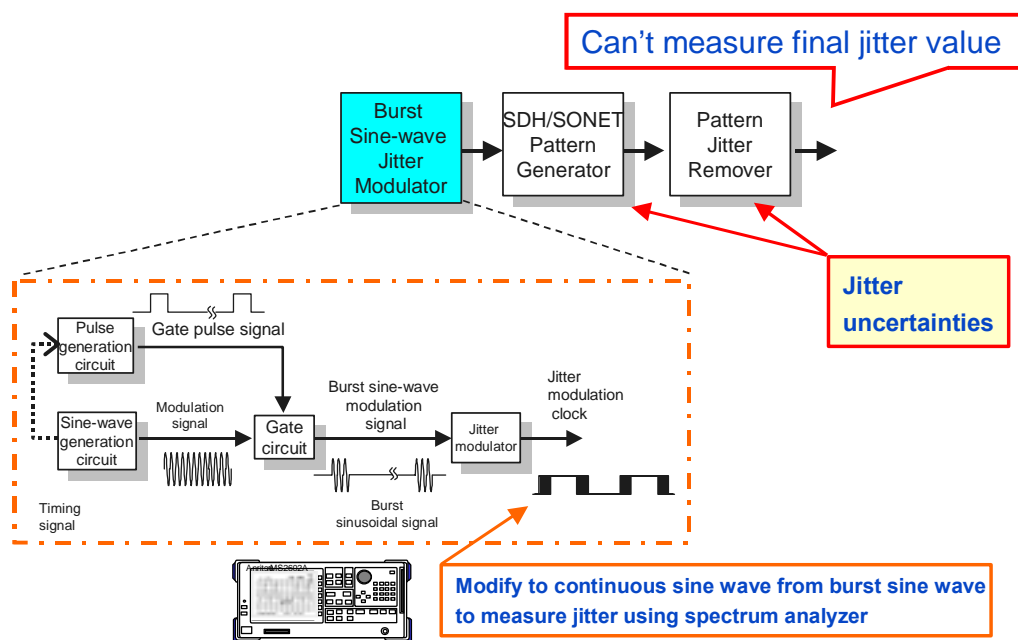 Can't measure final jitter value
Burst
Sine-wave
Jitter
Modulator
SDH/SONET
Pattern
Generator
Pattern
Jitter
Remover
Jitter
uncertainties
Gate pulse signal
Pulse
generation
circuit
Burst sine-wave
modulation
signal
Jitter
modulation
clock
Modulation
signal
Sine-wave
generation
circuit
Gate
circuit
Jitter
modulator
Timing
signal
Burst
sinusoidal signal
Modify to continuous sine wave from burst sine wave
to measure jitter using spectrum analyzer